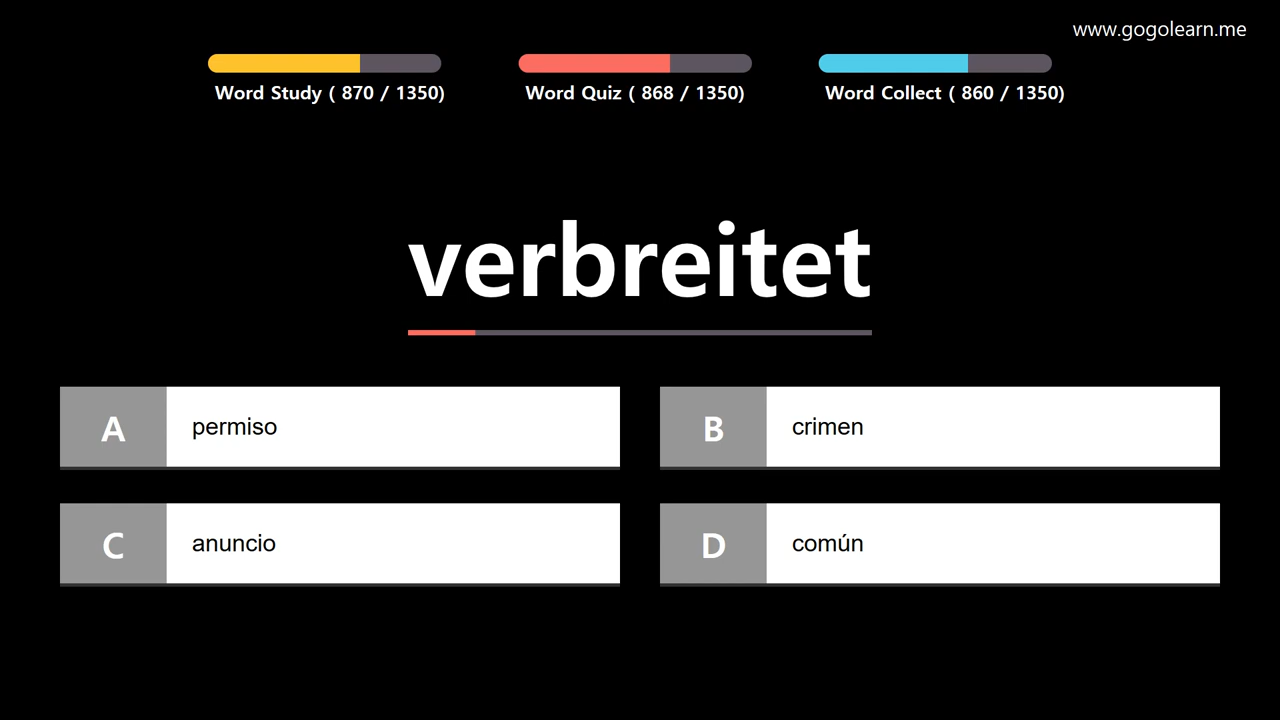 www.gogolearn.me
Word Study ( 870 / 1350)
Word Quiz ( 868 / 1350)
Word Collect ( 860 / 1350)
verbreitet
A permiso
B crimen
C anuncio
D común